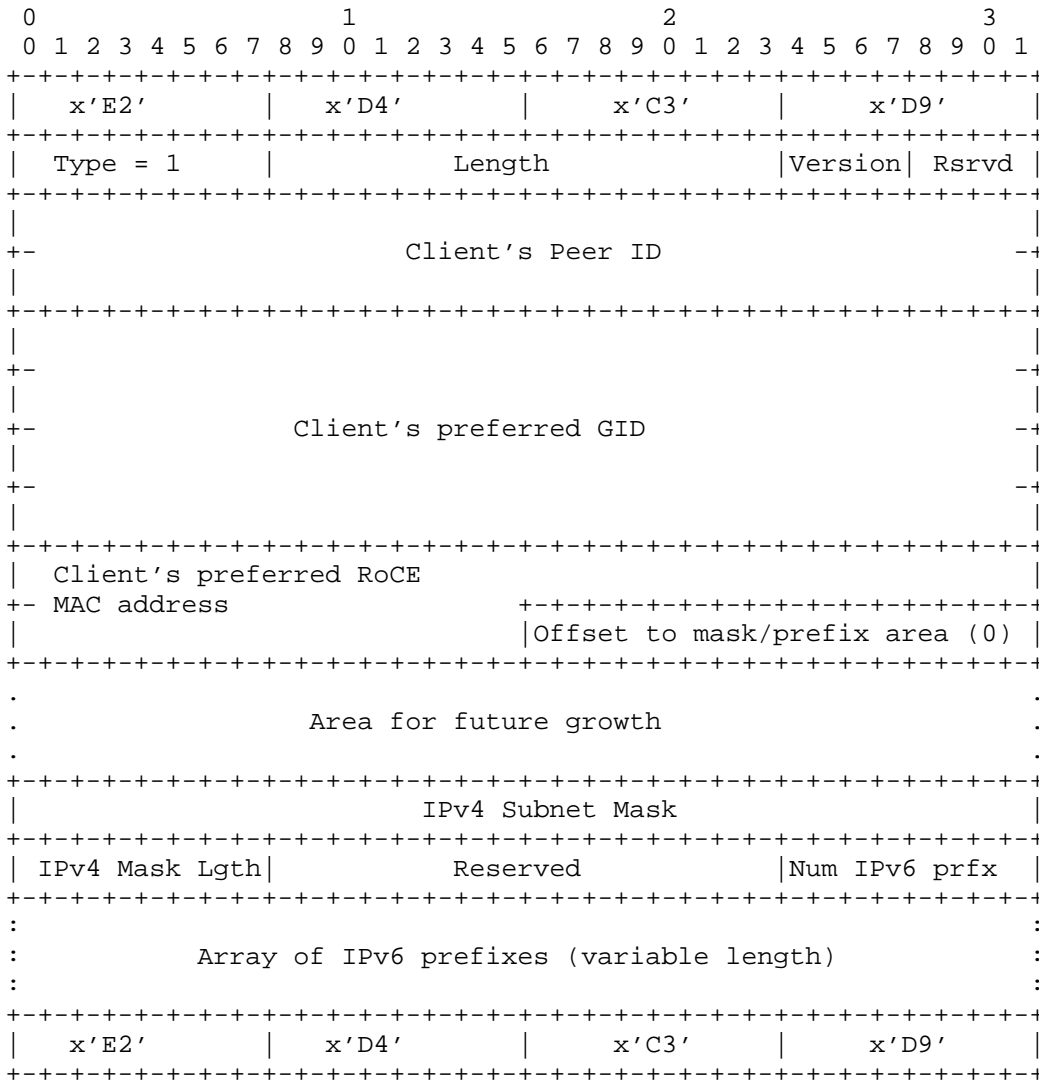 0 1 2 3
0 1 2 3 4 5 6 7 8 9 0 1 2 3 4 5 6 7 8 9 0 1 2 3 4 5 6 7 8 9 0 1
+-+-+-+-+-+-+-+-+-+-+-+-+-+-+-+-+-+-+-+-+-+-+-+-+-+-+-+-+-+-+-+-+
| x'E2' | x'D4' | x'C3' | x'D9' |
+-+-+-+-+-+-+-+-+-+-+-+-+-+-+-+-+-+-+-+-+-+-+-+-+-+-+-+-+-+-+-+-+
| Type = 1 | Length |Version| Rsrvd |
+-+-+-+-+-+-+-+-+-+-+-+-+-+-+-+-+-+-+-+-+-+-+-+-+-+-+-+-+-+-+-+-+
| |
+- Client's Peer ID -+
| |
+-+-+-+-+-+-+-+-+-+-+-+-+-+-+-+-+-+-+-+-+-+-+-+-+-+-+-+-+-+-+-+-+
| |
+- -+
| |
+- Client's preferred GID -+
| |
+- -+
| |
+-+-+-+-+-+-+-+-+-+-+-+-+-+-+-+-+-+-+-+-+-+-+-+-+-+-+-+-+-+-+-+-+
| Client's preferred RoCE |
+- MAC address +-+-+-+-+-+-+-+-+-+-+-+-+-+-+-+-+
| |Offset to mask/prefix area (0) |
+-+-+-+-+-+-+-+-+-+-+-+-+-+-+-+-+-+-+-+-+-+-+-+-+-+-+-+-+-+-+-+-+
. .
. Area for future growth .
. .
+-+-+-+-+-+-+-+-+-+-+-+-+-+-+-+-+-+-+-+-+-+-+-+-+-+-+-+-+-+-+-+-+
| IPv4 Subnet Mask |
+-+-+-+-+-+-+-+-+-+-+-+-+-+-+-+-+-+-+-+-+-+-+-+-+-+-+-+-+-+-+-+-+
| IPv4 Mask Lgth| Reserved |Num IPv6 prfx |
+-+-+-+-+-+-+-+-+-+-+-+-+-+-+-+-+-+-+-+-+-+-+-+-+-+-+-+-+-+-+-+-+
: :
: Array of IPv6 prefixes (variable length) :
: :
+-+-+-+-+-+-+-+-+-+-+-+-+-+-+-+-+-+-+-+-+-+-+-+-+-+-+-+-+-+-+-+-+
| x'E2' | x'D4' | x'C3' | x'D9' |
+-+-+-+-+-+-+-+-+-+-+-+-+-+-+-+-+-+-+-+-+-+-+-+-+-+-+-+-+-+-+-+-+